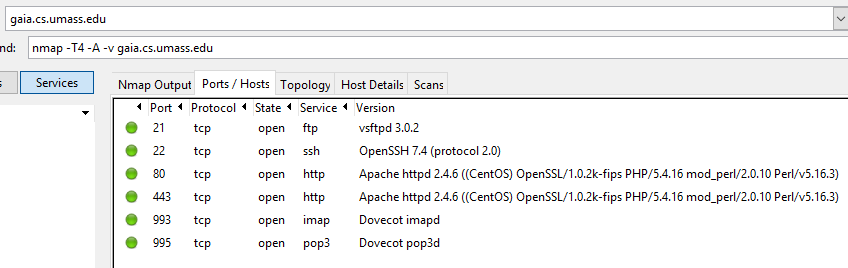 gaia.cs.umass.edu
nd: nmap -T4 -A -v gaia.cs.umass.edu
s Services Nmap Output Ports / Hosts Topology Host Details Scans
Port Protocol State Service Version
21 tcp open ftp vsftpd 3.0.2
22 tcp open ssh OpenSSH 7.4 (protocol 2.0)
80 tcp open http Apache httpd 2.4.6 ((CentOS) OpenSSL/1.0.2k-fips PHP/5.4.16 mod_perl/2.0.10 Perl/v5.16.3)
443 tcp open http Apache httpd 2.4.6 ((CentOS) OpenSSL/1.0.2k-fips PHP/5.4.16 mod_perl/2.0.10 Perl/v5.16.3)
993 tcp open imap Dovecot imapd
995 tcp open pop3 Dovecot pop3d